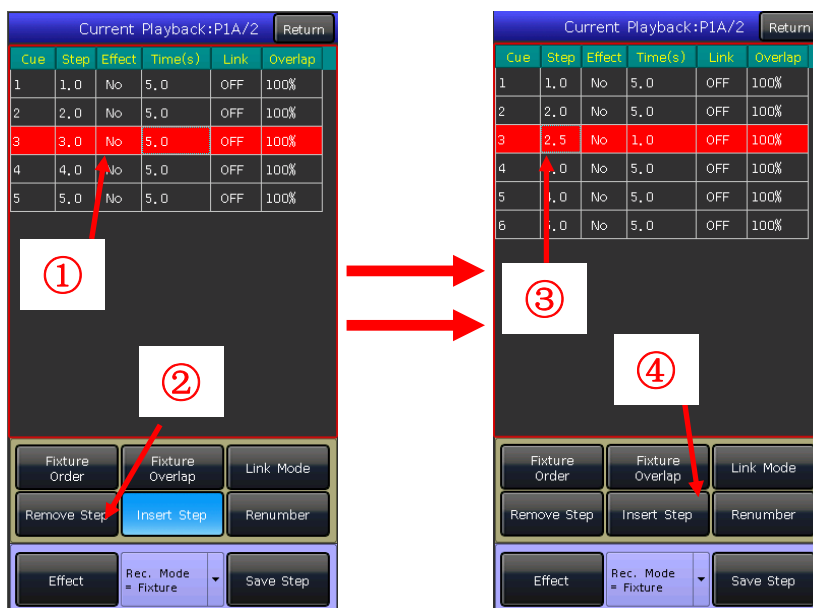 Current Playback:P1A/2 Return
Cue Step Effect Time(s) Link Overlap
1 1.0 No 5.0 OFF 100%
2 2.0 No 5.0 OFF 100%
3 3.0 No 5.0 OFF 100%
4 4.0 No 5.0 OFF 100%
5 5.0 No 5.0 OFF 100%
①
②
Fixture
Order
Fixture
Overlap
Link Mode
Remove Step Insert Step Renumber
Effect
Rec. Mode
= Fixture
Save Step
Current Playback:P1A/2 Return
Cue Step Effect Time(s) Link Overlap
1 1.0 No 5.0 OFF 100%
2 2.0 No 5.0 OFF 100%
3 2.5 No 1.0 OFF 100%
4 .0 No 5.0 OFF 100%
5 .0 No 5.0 OFF 100%
6 .0 No 5.0 OFF 100%
③
④
Fixture
Order
Fixture
Overlap
Link Mode
Remove Step Insert Step Renumber
Effect
Rec. Mode
= Fixture
Save Step